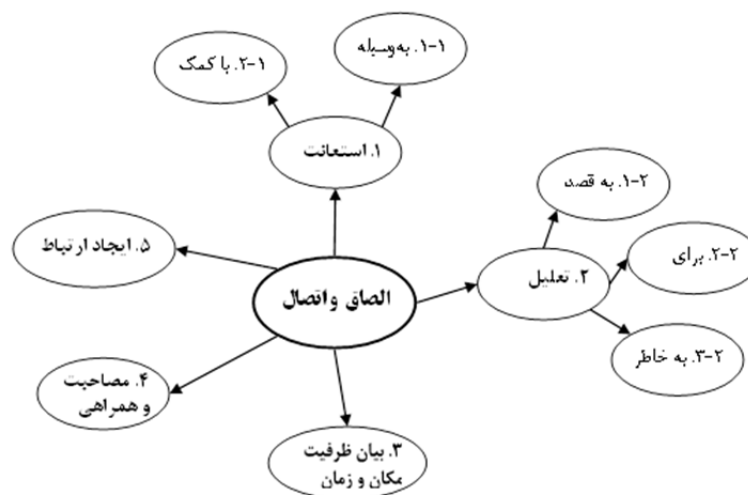 الصاق واتصال
۱. استعانت
۱-۱. به‌وسیله
۲-۱. با کمک
۲. تعلیل
۱-۲. به قصد
۲-۲. برای
۳-۲. به خاطر
۳. بیان ظرفیت
مکان و زمان
۴. مصاحبت
و همراهی
۵. ایجاد ارتباط